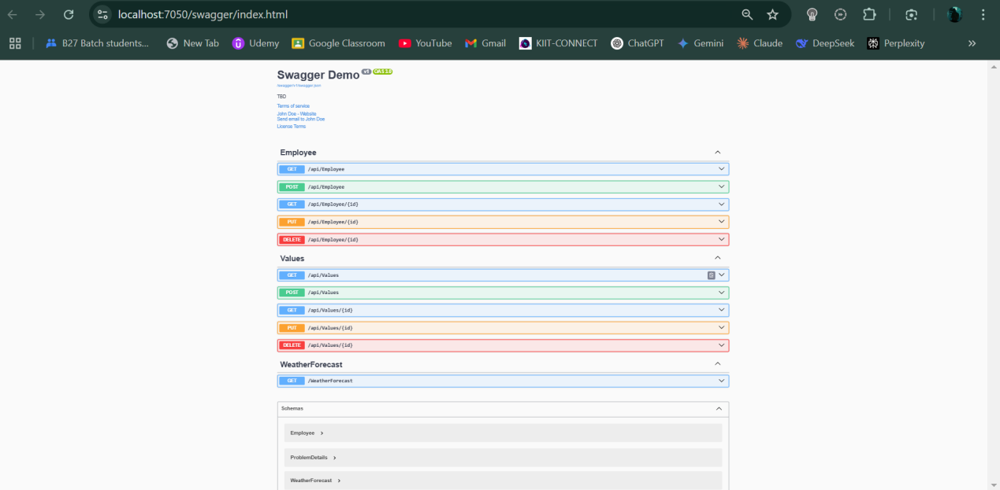 localhost:7050/swagger/index.html
B27 Batch students... New Tab Udemy Google Classroom YouTube Gmail KIIT-CONNECT ChatGPT Gemini Claude DeepSeek Perplexity »
Swagger Demo v1 OAS 3.0
/swagger/v1/swagger.json
TED
Terms of service
John Doe - Website
Send email to John Doe
License Terms
Employee
GET /api/Employee
POST /api/Employee
GET /api/Employee/{id}
PUT /api/Employee/{id}
DELETE /api/Employee/{id}
Values
GET /api/Values
POST /api/Values
GET /api/Values/{id}
PUT /api/Values/{id}
DELETE /api/Values/{id}
WeatherForecast
GET /WeatherForecast
Schemas
Employee
ProblemDetails
WeatherForecast